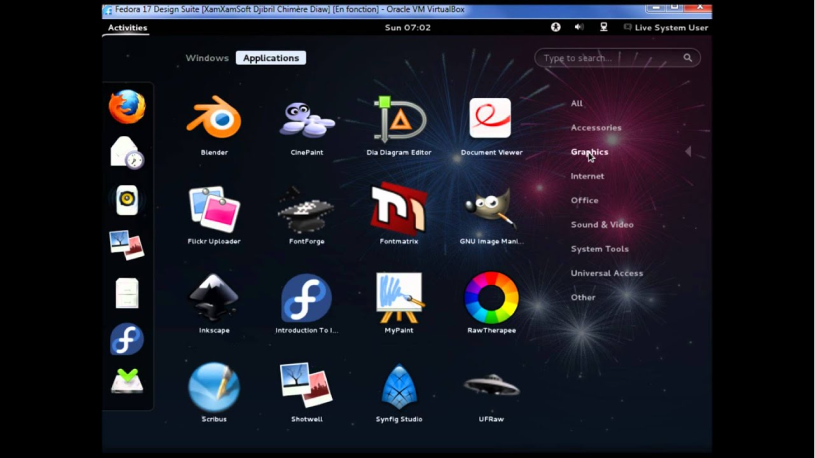 Fedora 17 Design Suite [XamXamSoft Djibril Chimère Diaw] [En fonction] - Oracle VM VirtualBox
Activities
Sun 07:02
Live System User
Windows
Applications
Type to search...
Blender
CinePaint
Dia Diagram Editor
Document Viewer
Flickr Uploader
FontForge
Fontmatrix
GNU Image Mani...
Inkscape
Introduction To I...
MyPaint
RawTherapee
Scribus
Shotwell
Synfig Studio
UFRaw
All
Accessories
Graphics
Internet
Office
Sound & Video
System Tools
Universal Access
Other